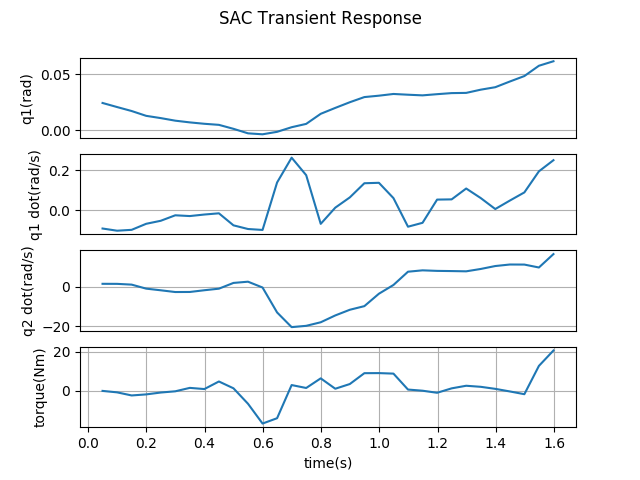 SAC Transient Response
q1(rad)
0.05
0.00
q1 dot(rad/s)
0.2
0.0
q2 dot(rad/s)
0
−20
torque(Nm)
20
0
0.0 0.2 0.4 0.6 0.8 1.0 1.2 1.4 1.6
time(s)